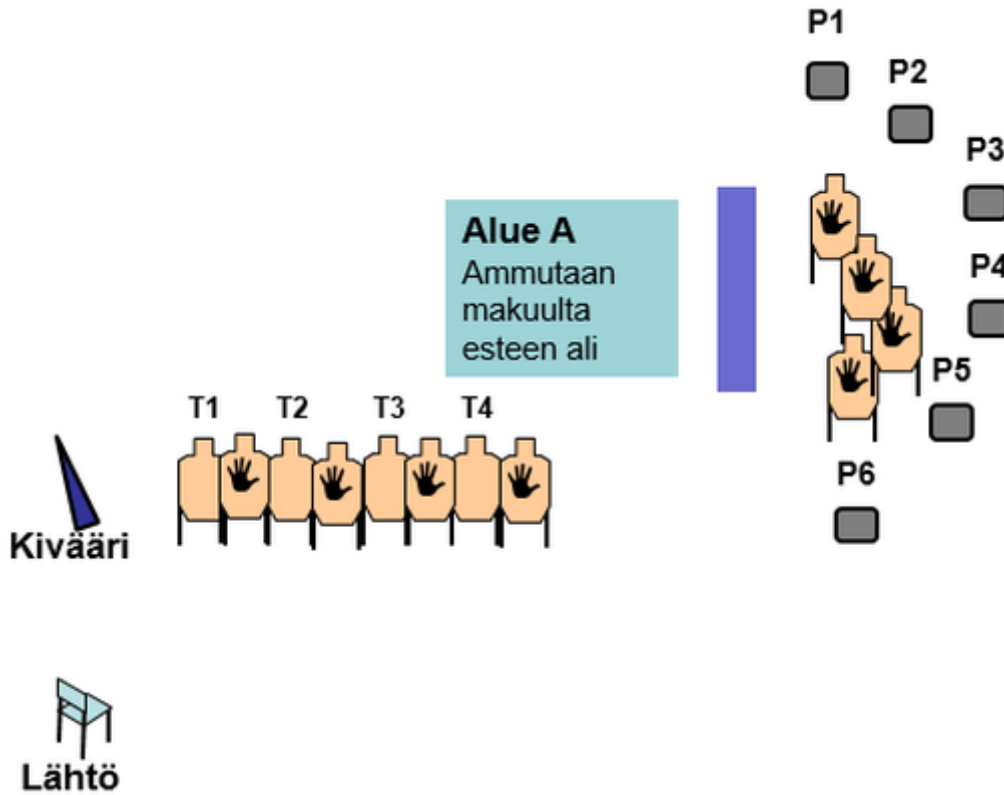 P1
P2
P3
Alue A
Ammutaan
makuulta
esteen ali
P4
P5
T1 T2 T3 T4
P6
Kivääri
Lähtö